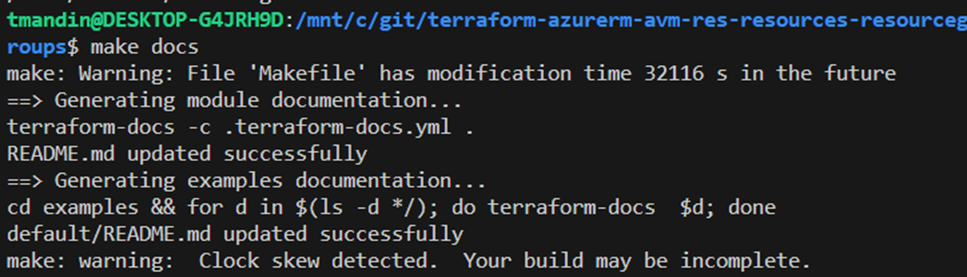 tmandin@DESKTOP-G4JRH9D:/mnt/c/git/terraform-azurerm-avm-res-resources-resourceg
roups$ make docs
make: Warning: File 'Makefile' has modification time 32116 s in the future
==> Generating module documentation...
terraform-docs -c .terraform-docs.yml .
README.md updated successfully
==> Generating examples documentation...
cd examples && for d in $(ls -d */); do terraform-docs  $d; done
default/README.md updated successfully
make: warning:  Clock skew detected.  Your build may be incomplete.